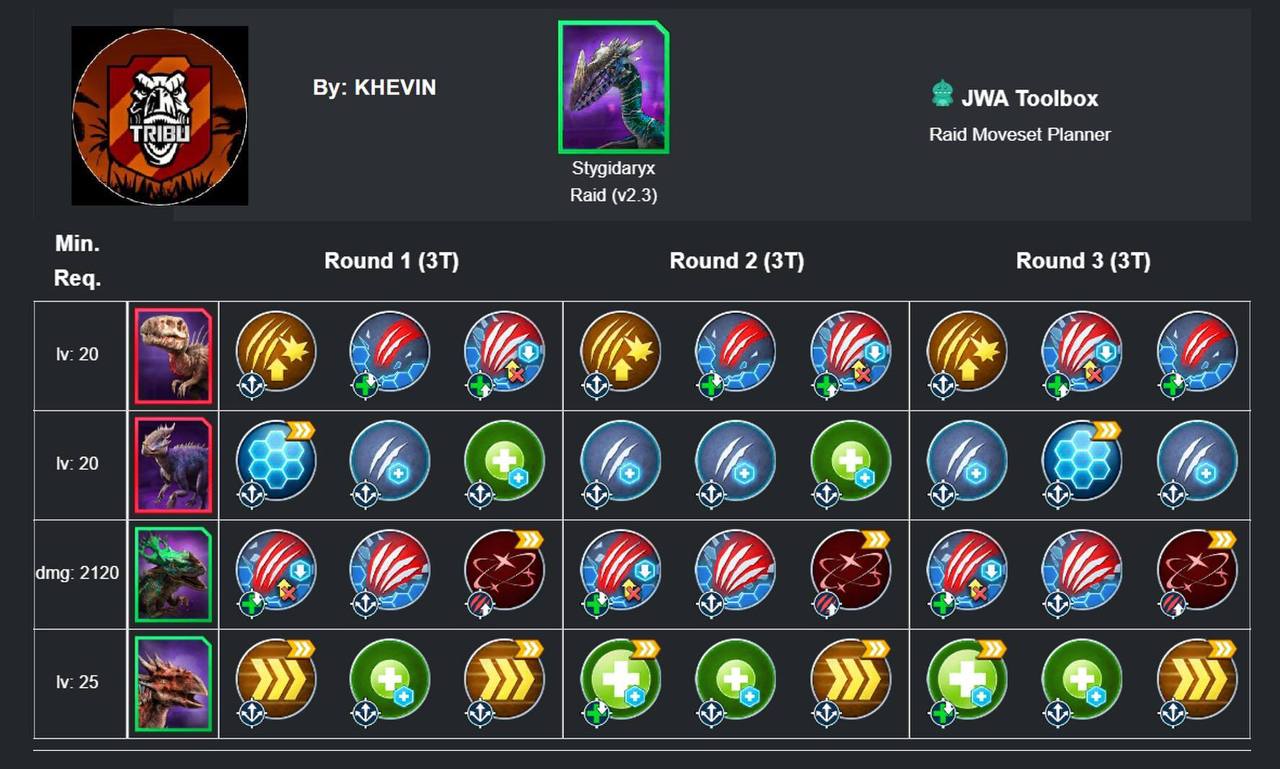 TRIBU
By: KHEVIN
Stygidaryx
Raid (v2.3)
JWA Toolbox
Raid Moveset Planner
Min.
Req.
Round 1 (3T)
Round 2 (3T)
Round 3 (3T)
lv: 20
lv: 20
dmg: 2120
lv: 25